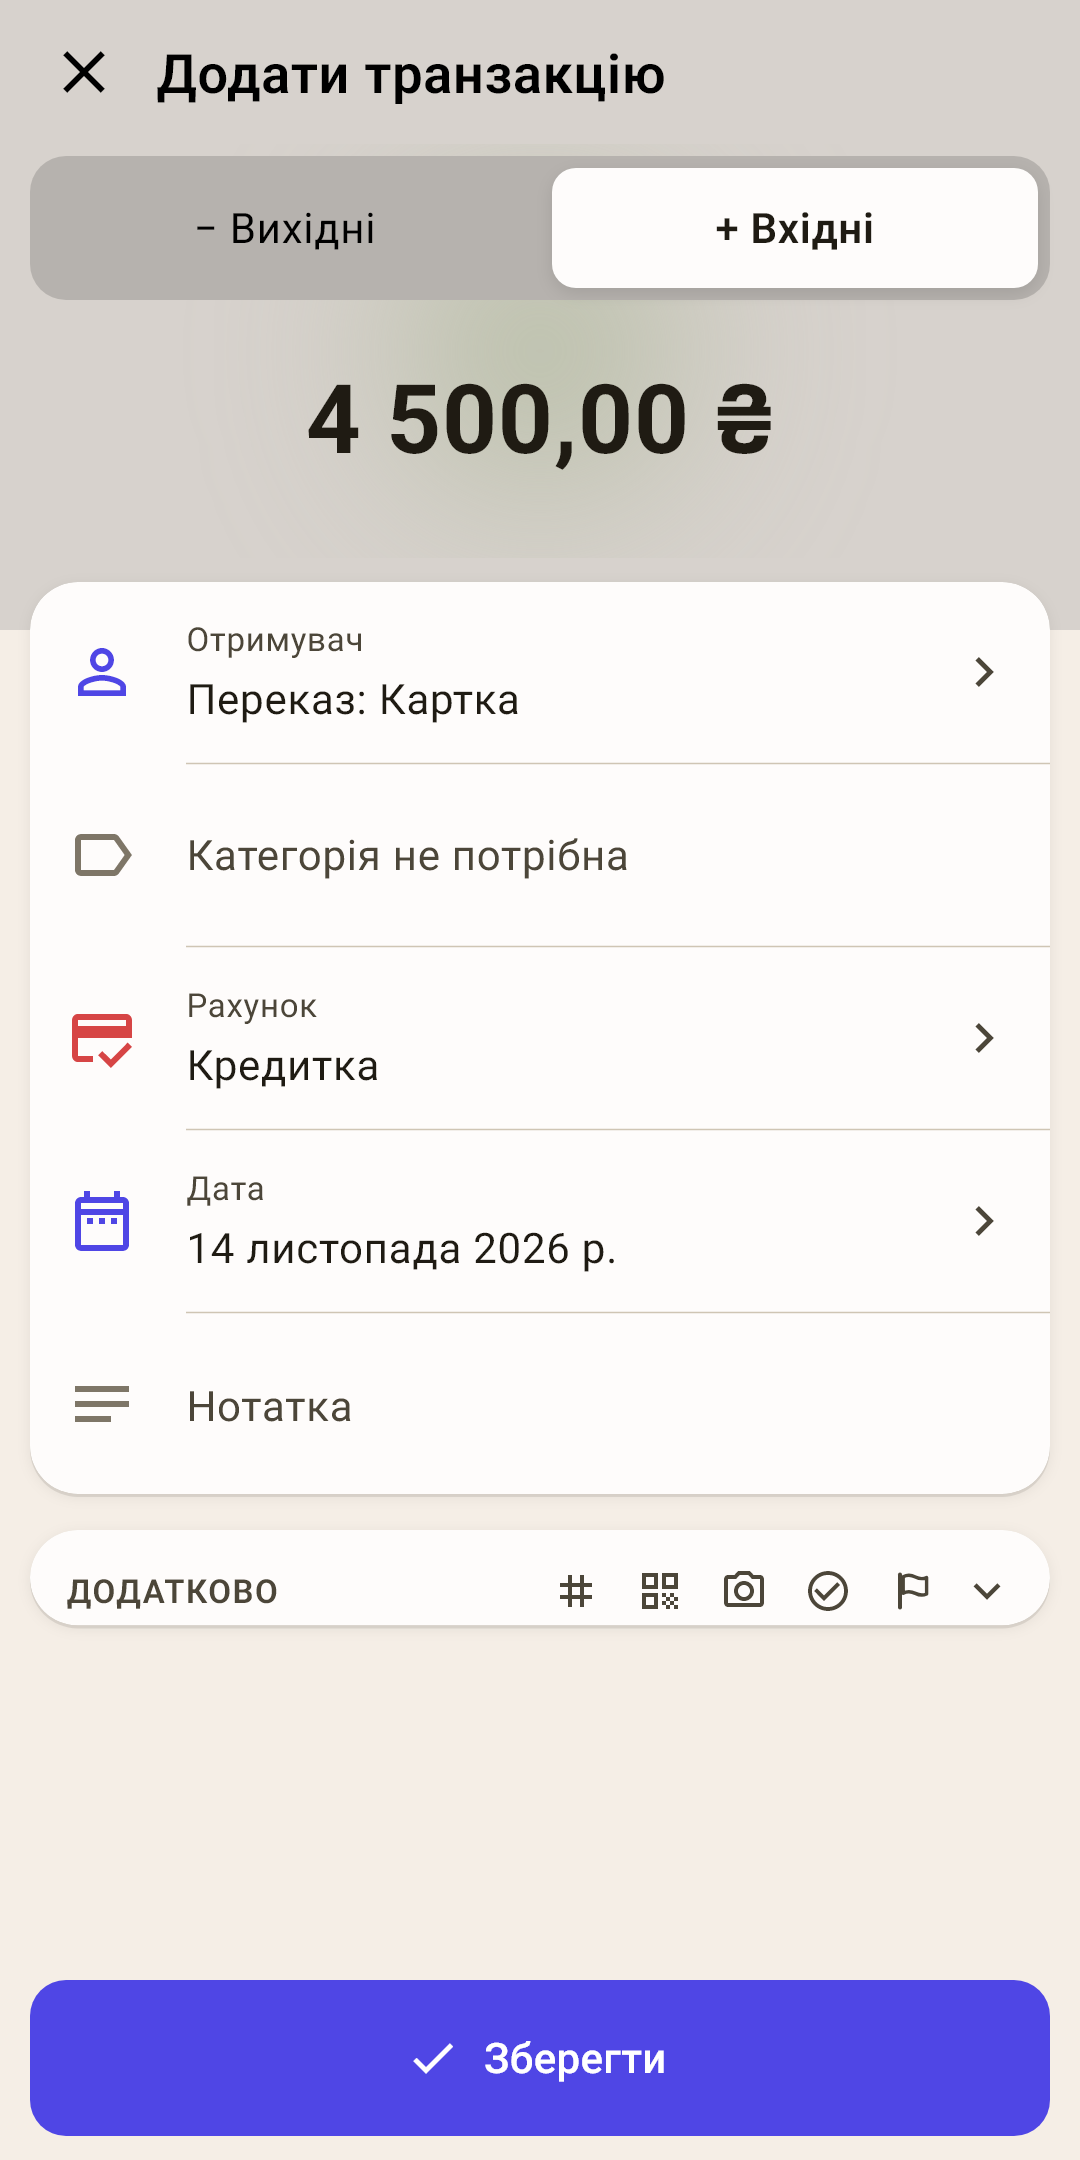 Додати транзакцію
− Вихідні
+ Вхідні
4 500,00 ₴
Отримувач
Переказ: Картка
Категорія не потрібна
Рахунок
Кредитка
Дата
14 листопада 2026 р.
Нотатка
ДОДАТКОВО
Зберегти